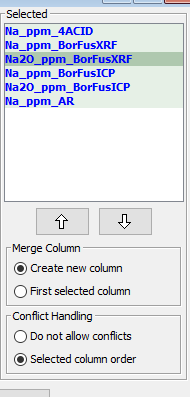 Selected
Na_ppm_4ACID
Na_ppm_BorFusXRF
Na2O_ppm_BorFusXRF
Na_ppm_BorFusICP
Na2O_ppm_BorFusICP
Na_ppm_AR
Merge Column
Create new column
First selected column
Conflict Handling
Do not allow conflicts
Selected column order